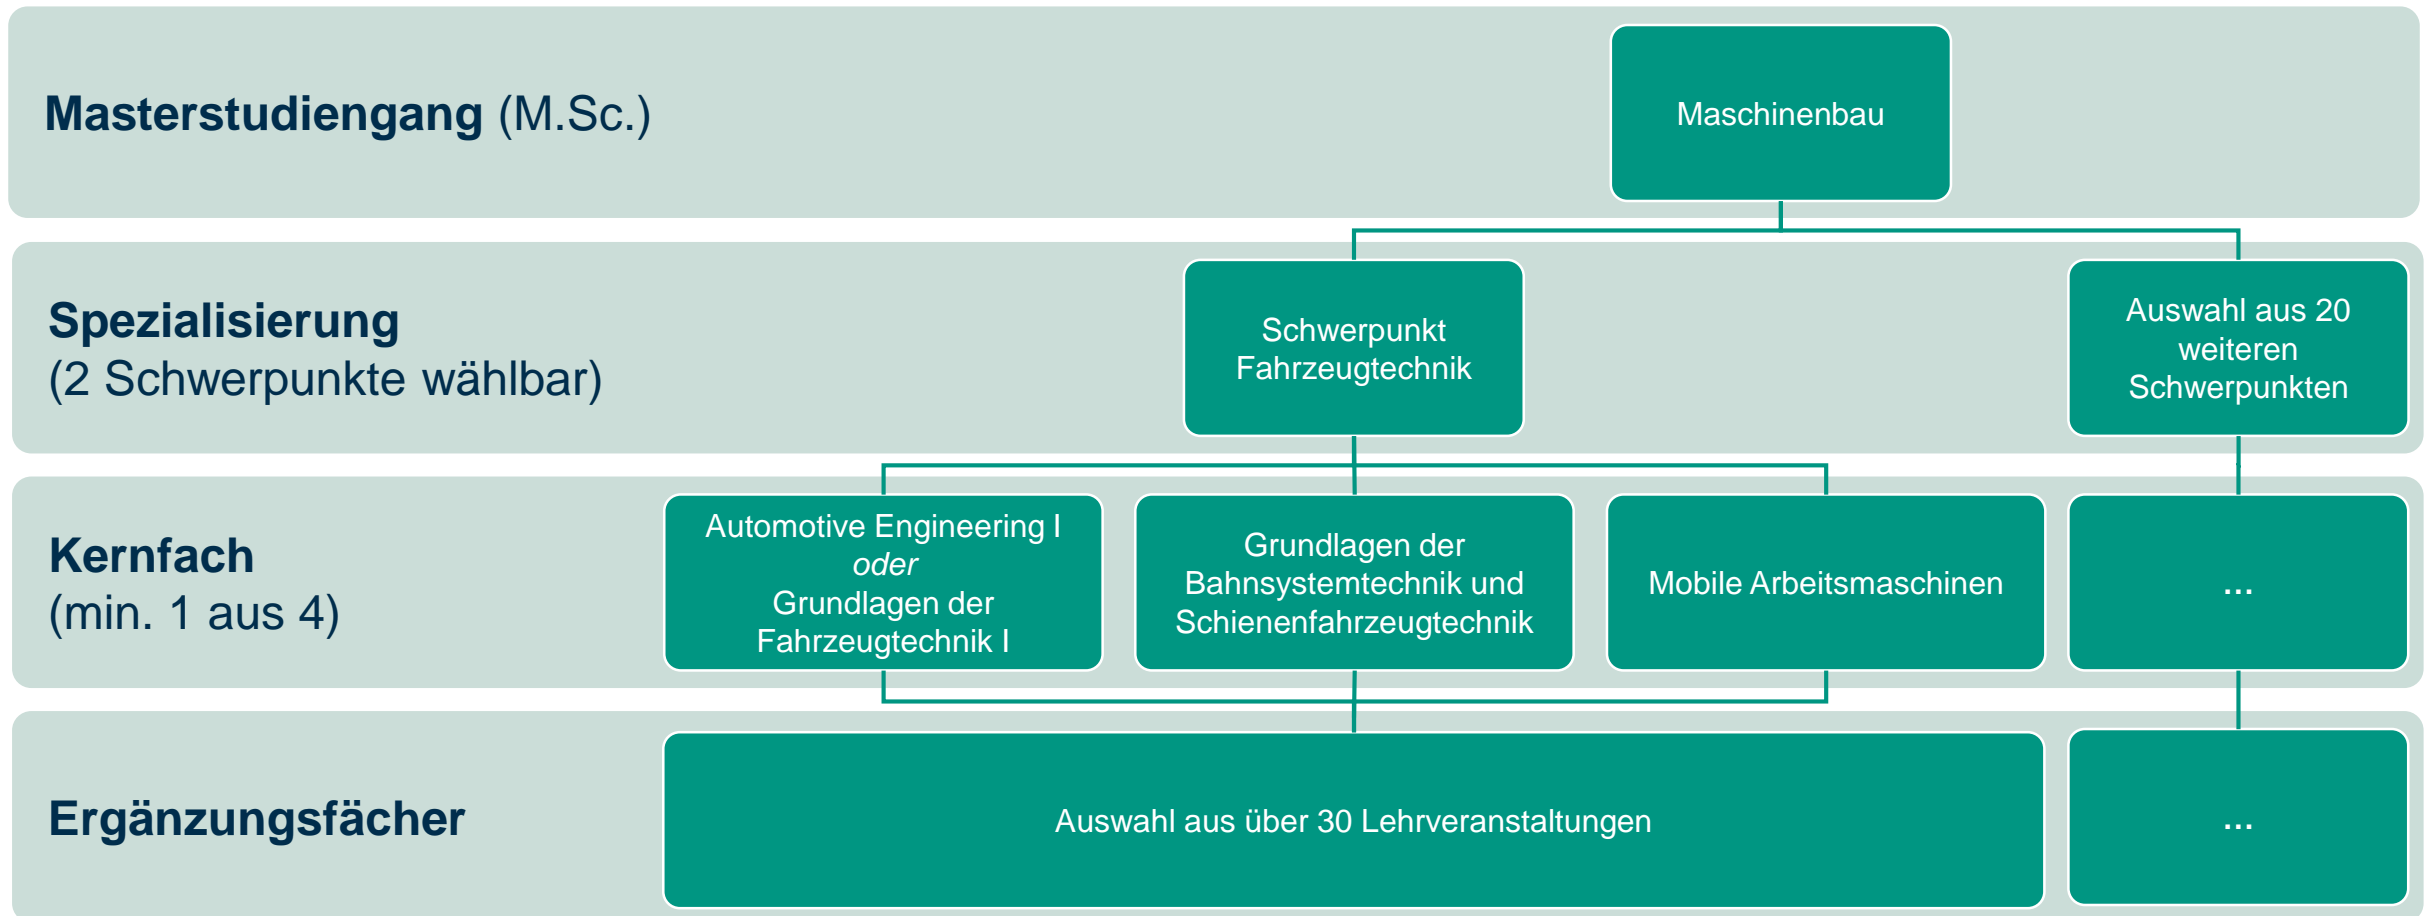 Masterstudiengang (M.Sc.)
Maschinenbau
Spezialisierung
(2 Schwerpunkte wählbar)
Schwerpunkt
Fahrzeugtechnik
Auswahl aus 20
weiteren
Schwerpunkten
Kernfach
(min. 1 aus 4)
Automotive Engineering I
oder
Grundlagen der
Fahrzeugtechnik I
Grundlagen der
Bahnsystemtechnik und
Schienenfahrzeugtechnik
Mobile Arbeitsmaschinen
...
Ergänzungsfächer
Auswahl aus über 30 Lehrveranstaltungen
...